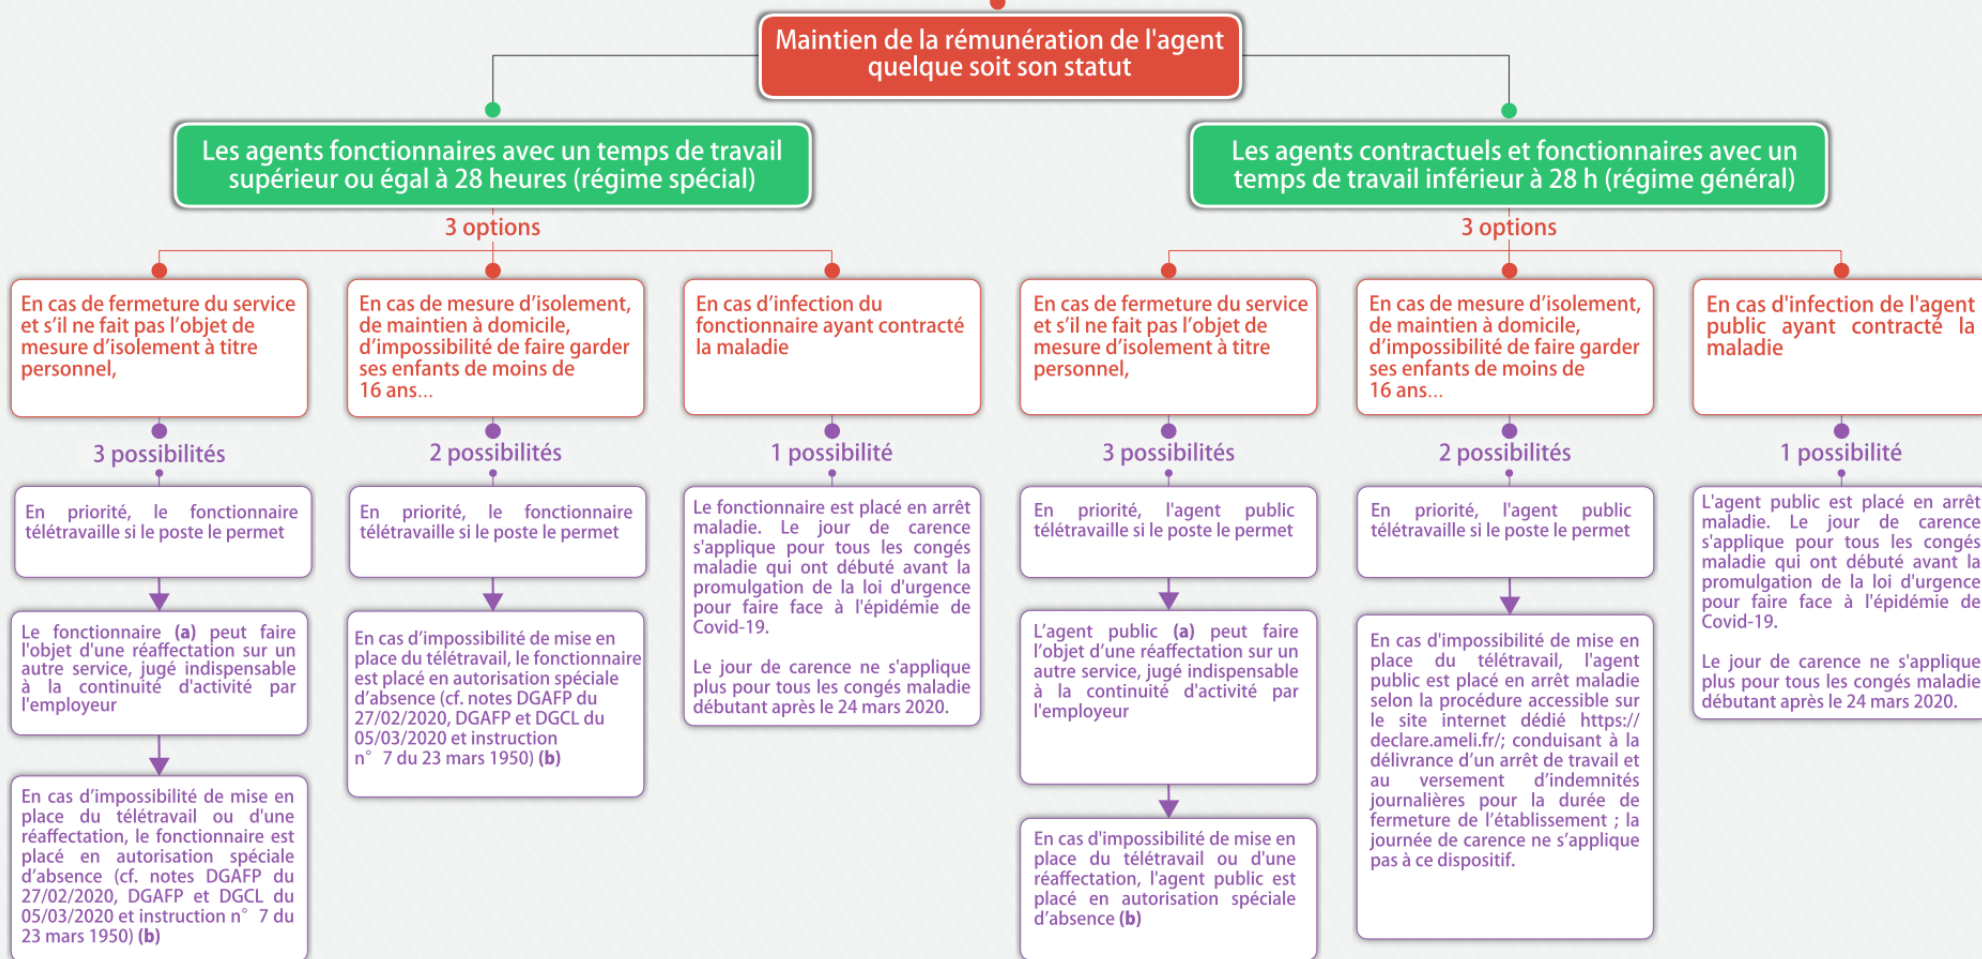 Maintien de la rémunération de l'agent
quelque soit son statut
Les agents fonctionnaires avec un temps de travail
supérieur ou égal à 28 heures (régime spécial)
3 options
En cas de fermeture du service
et s’il ne fait pas l’objet de
mesure d’isolement à titre
personnel,
3 possibilités
En priorité, le fonctionnaire
télétravaille si le poste le permet
Le fonctionnaire (a) peut faire
l'objet d'une réaffectation sur un
autre service, jugé indispensable
à la continuité d'activité par
l'employeur
En cas d’impossibilité de mise en
place du télétravail ou d'une
réaffectation, le fonctionnaire est
placé en autorisation spéciale
d’absence (cf. notes DGAFP du
27/02/2020, DGAFP et DGCL du
05/03/2020 et instruction n° 7 du
23 mars 1950) (b)
En cas de mesure d’isolement,
de maintien à domicile,
d’impossibilité de faire garder
ses enfants de moins de
16 ans...
2 possibilités
En priorité, le fonctionnaire
télétravaille si le poste le permet
En cas d’impossibilité de mise en
place du télétravail, le fonctionnaire
est placé en autorisation spéciale
d’absence (cf. notes DGAFP du
27/02/2020, DGAFP et DGCL du
05/03/2020 et instruction
n° 7 du 23 mars 1950) (b)
En cas d’infection du
fonctionnaire ayant contracté
la maladie
1 possibilité
Le fonctionnaire est placé en arrêt
maladie. Le jour de carence
s'applique pour tous les congés
maladie qui ont débuté avant la
promulgation de la loi d'urgence
pour faire face à l'épidémie de
Covid-19.
Le jour de carence ne s'applique
plus pour tous les congés maladie
débutant après le 24 mars 2020.
Les agents contractuels et fonctionnaires avec un
temps de travail inférieur à 28 h (régime général)
3 options
En cas de fermeture du service
et s’il ne fait pas l’objet de
mesure d’isolement à titre
personnel,
3 possibilités
En priorité, l'agent public
télétravaille si le poste le permet
L’agent public (a) peut faire
l’objet d’une réaffectation sur un
autre service, jugé indispensable
à la continuité d'activité par
l'employeur
En cas d'impossibilité de mise en
place du télétravail ou d'une
réaffectation, l'agent public est
placé en autorisation spéciale
d’absence (b)
En cas de mesure d’isolement,
de maintien à domicile,
d’impossibilité de faire garder
ses enfants de moins de
16 ans...
2 possibilités
En priorité, l'agent public
télétravaille si le poste le permet
En cas d'impossibilité de mise en
place du télétravail, l'agent
public est placé en arrêt maladie
selon la procédure accessible sur
le site internet dédié https://
declare.ameli.fr/; conduisant à la
délivrance d’un arrêt de travail et
au versement d’indemnités
journalières pour la durée de
fermeture de l’établissement ; la
journée de carence ne s’applique
pas à ce dispositif.
En cas d'infection de l'agent
public ayant contracté la
maladie
1 possibilité
L'agent public est placé en arrêt
maladie. Le jour de carence
s'applique pour tous les congés
maladie qui ont débuté avant la
promulgation de la loi d'urgence
pour faire face à l'épidémie de
Covid-19.
Le jour de carence ne s'applique
plus pour tous les congés maladie
débutant après le 24 mars 2020.